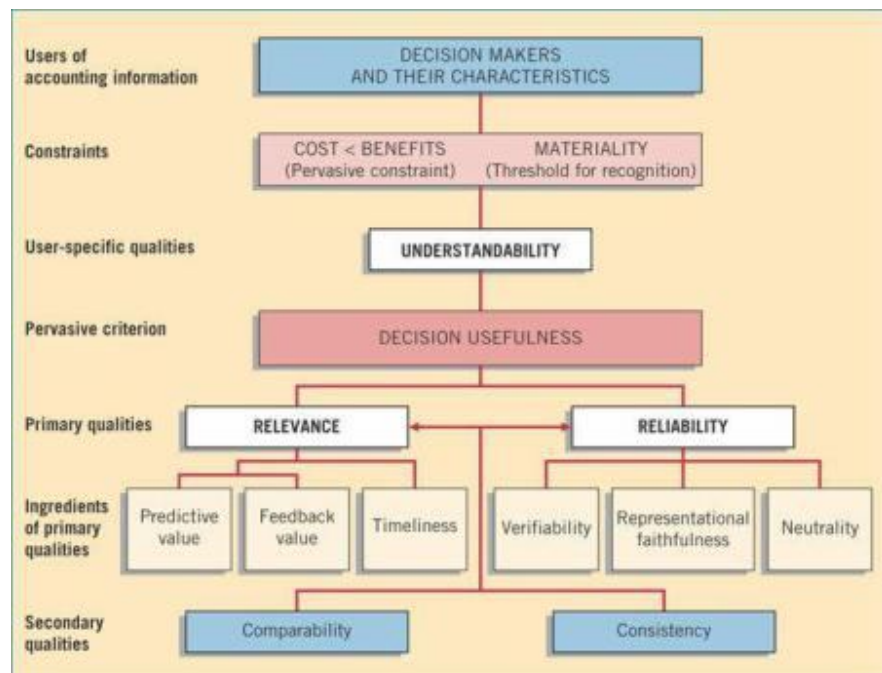 Users of
accounting information
DECISION MAKERS
AND THEIR CHARACTERISTICS
Constraints
COST < BENEFITS
(Pervasive constraint)
MATERIALITY
(Threshold for recognition)
User-specific qualities
UNDERSTANDABILITY
Pervasive criterion
DECISION USEFULNESS
Primary qualities
RELEVANCE
RELIABILITY
Ingredients
of primary
qualities
Predictive
value
Feedback
value
Timeliness
Verifiability
Representational
faithfulness
Neutrality
Secondary
qualities
Comparability
Consistency